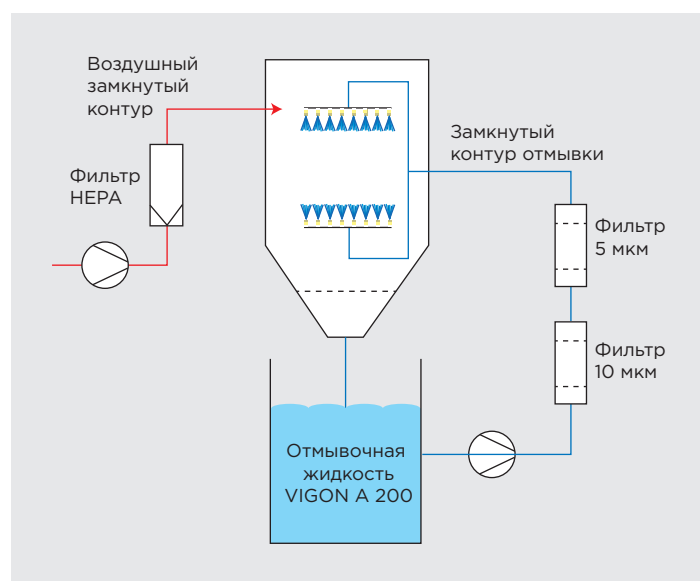 Воздушный
замкнутый
контур
Фильтр
HEPA
Замкнутый
контур отмывки
Фильтр
5 мкм
Фильтр
10 мкм
Отмывочная
жидкость
VIGON A 200